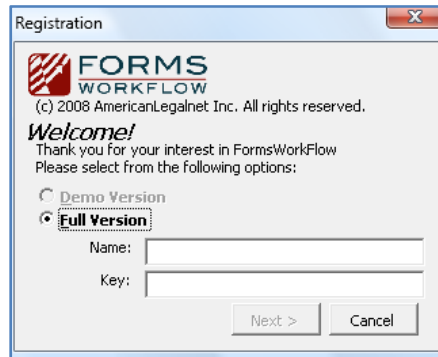 Registration
FORMS
WORKFLOW
(c) 2008 AmericanLegalnet Inc. All rights reserved.
Welcome!
Thank you for your interest in FormsWorkFlow
Please select from the following options:
Demo Version
Full Version
Name:
Key:
Next > Cancel